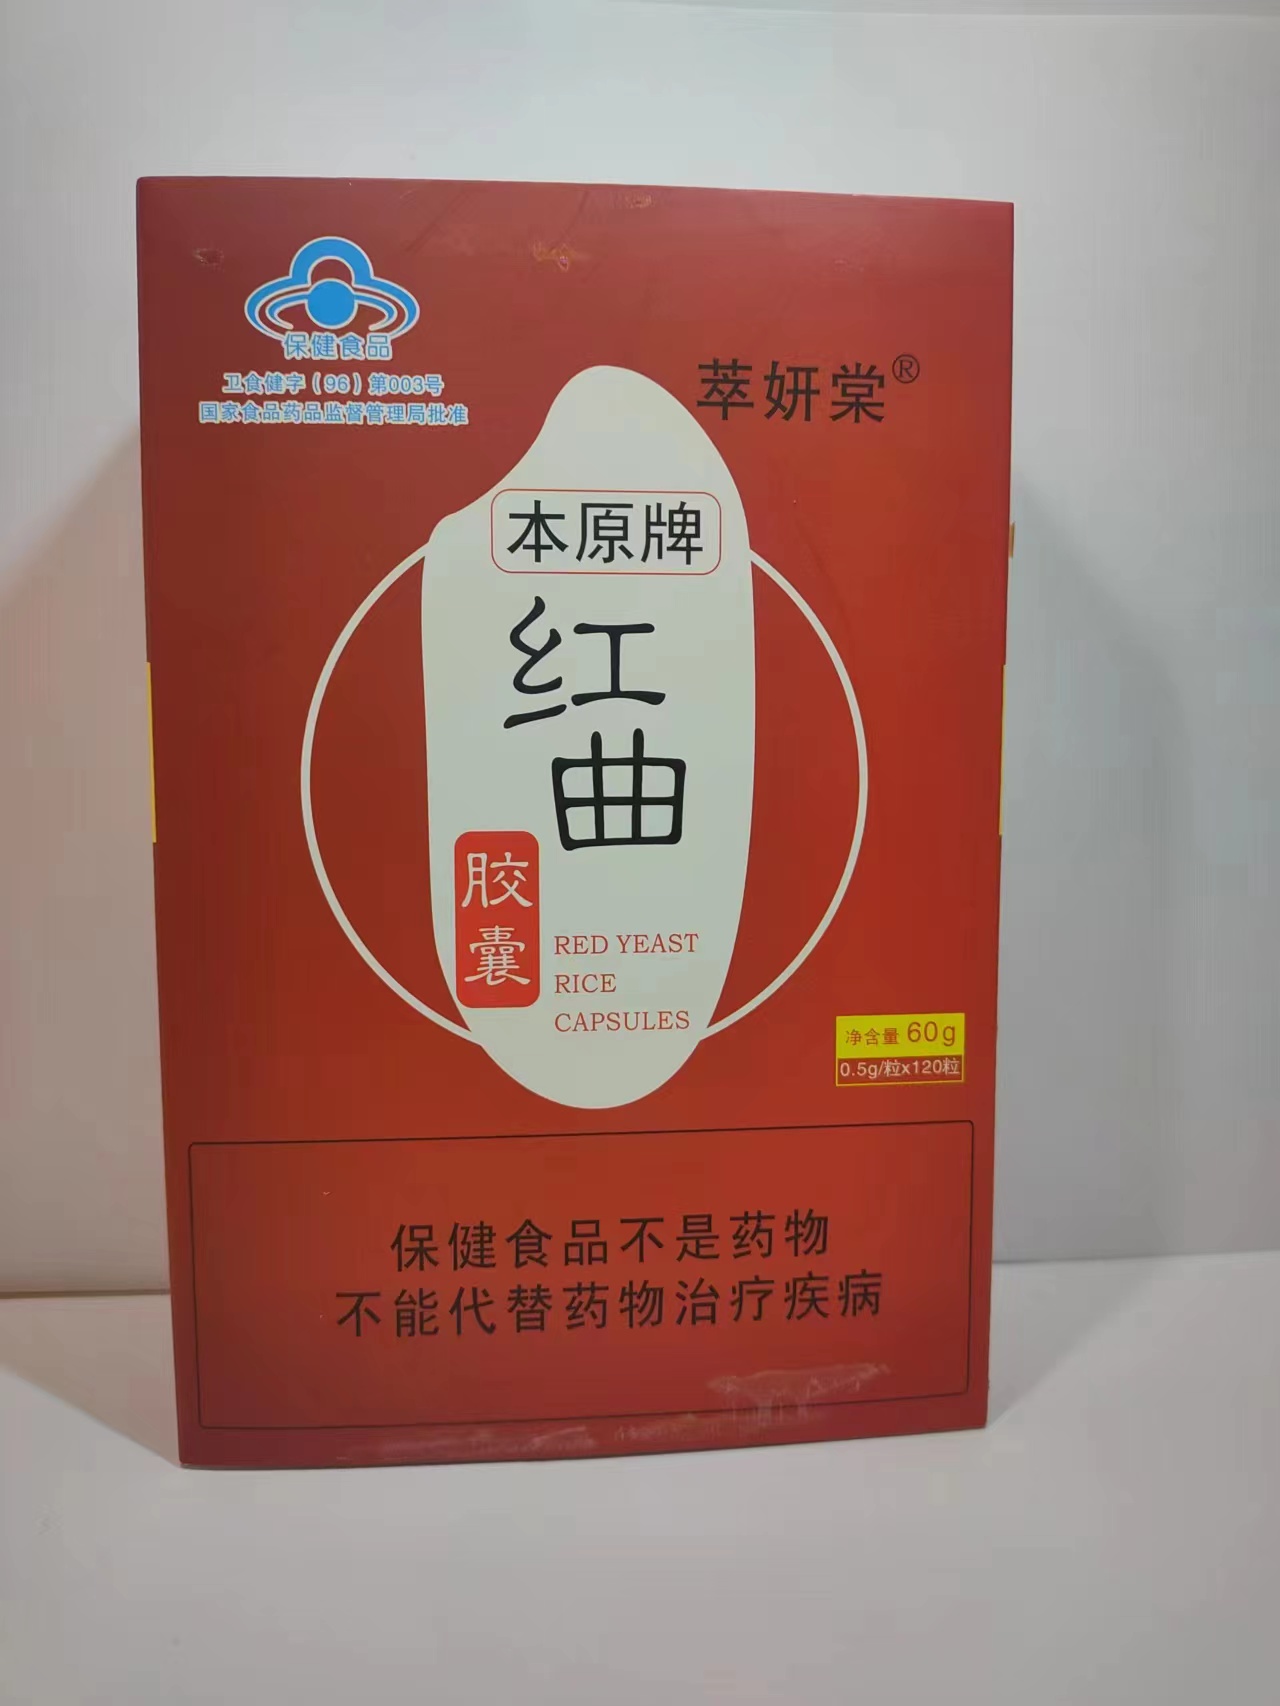 保健食品
卫食健字(96)第003号
国家食品药品监督管理局批准
萃妍棠®
本原牌
红曲
胶囊
RED YEAST
RICE
CAPSULES
净含量 60g
0.5g/粒x120粒
保健食品不是药物
不能代替药物治疗疾病